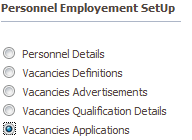 Personnel Employement SetUp
Personnel Details
Vacancies Definitions
Vacancies Advertisements
Vacancies Qualification Details
Vacancies Applications